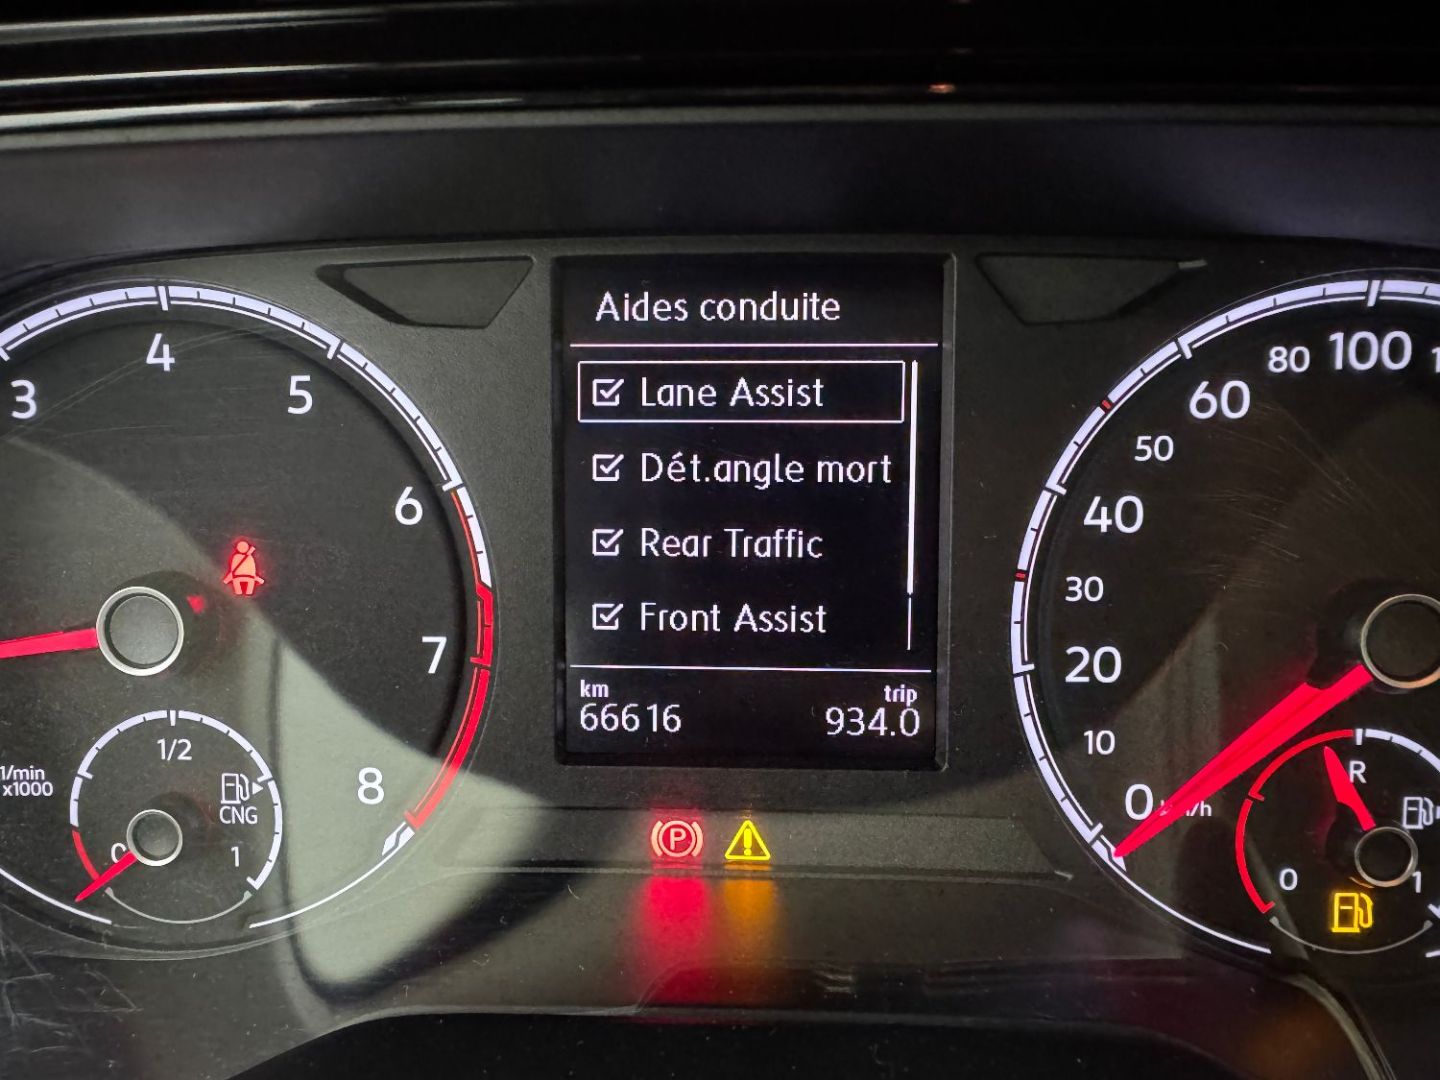 Aides conduite
Lane Assist
Dét.angle mort
Rear Traffic
Front Assist
km
trip
66616
934.0
3
4
5
6
7
8
1/min
x1000
0
1/2
1
CNG
0
10
20
30
40
50
60
80
100
km/h
P
0
R
1